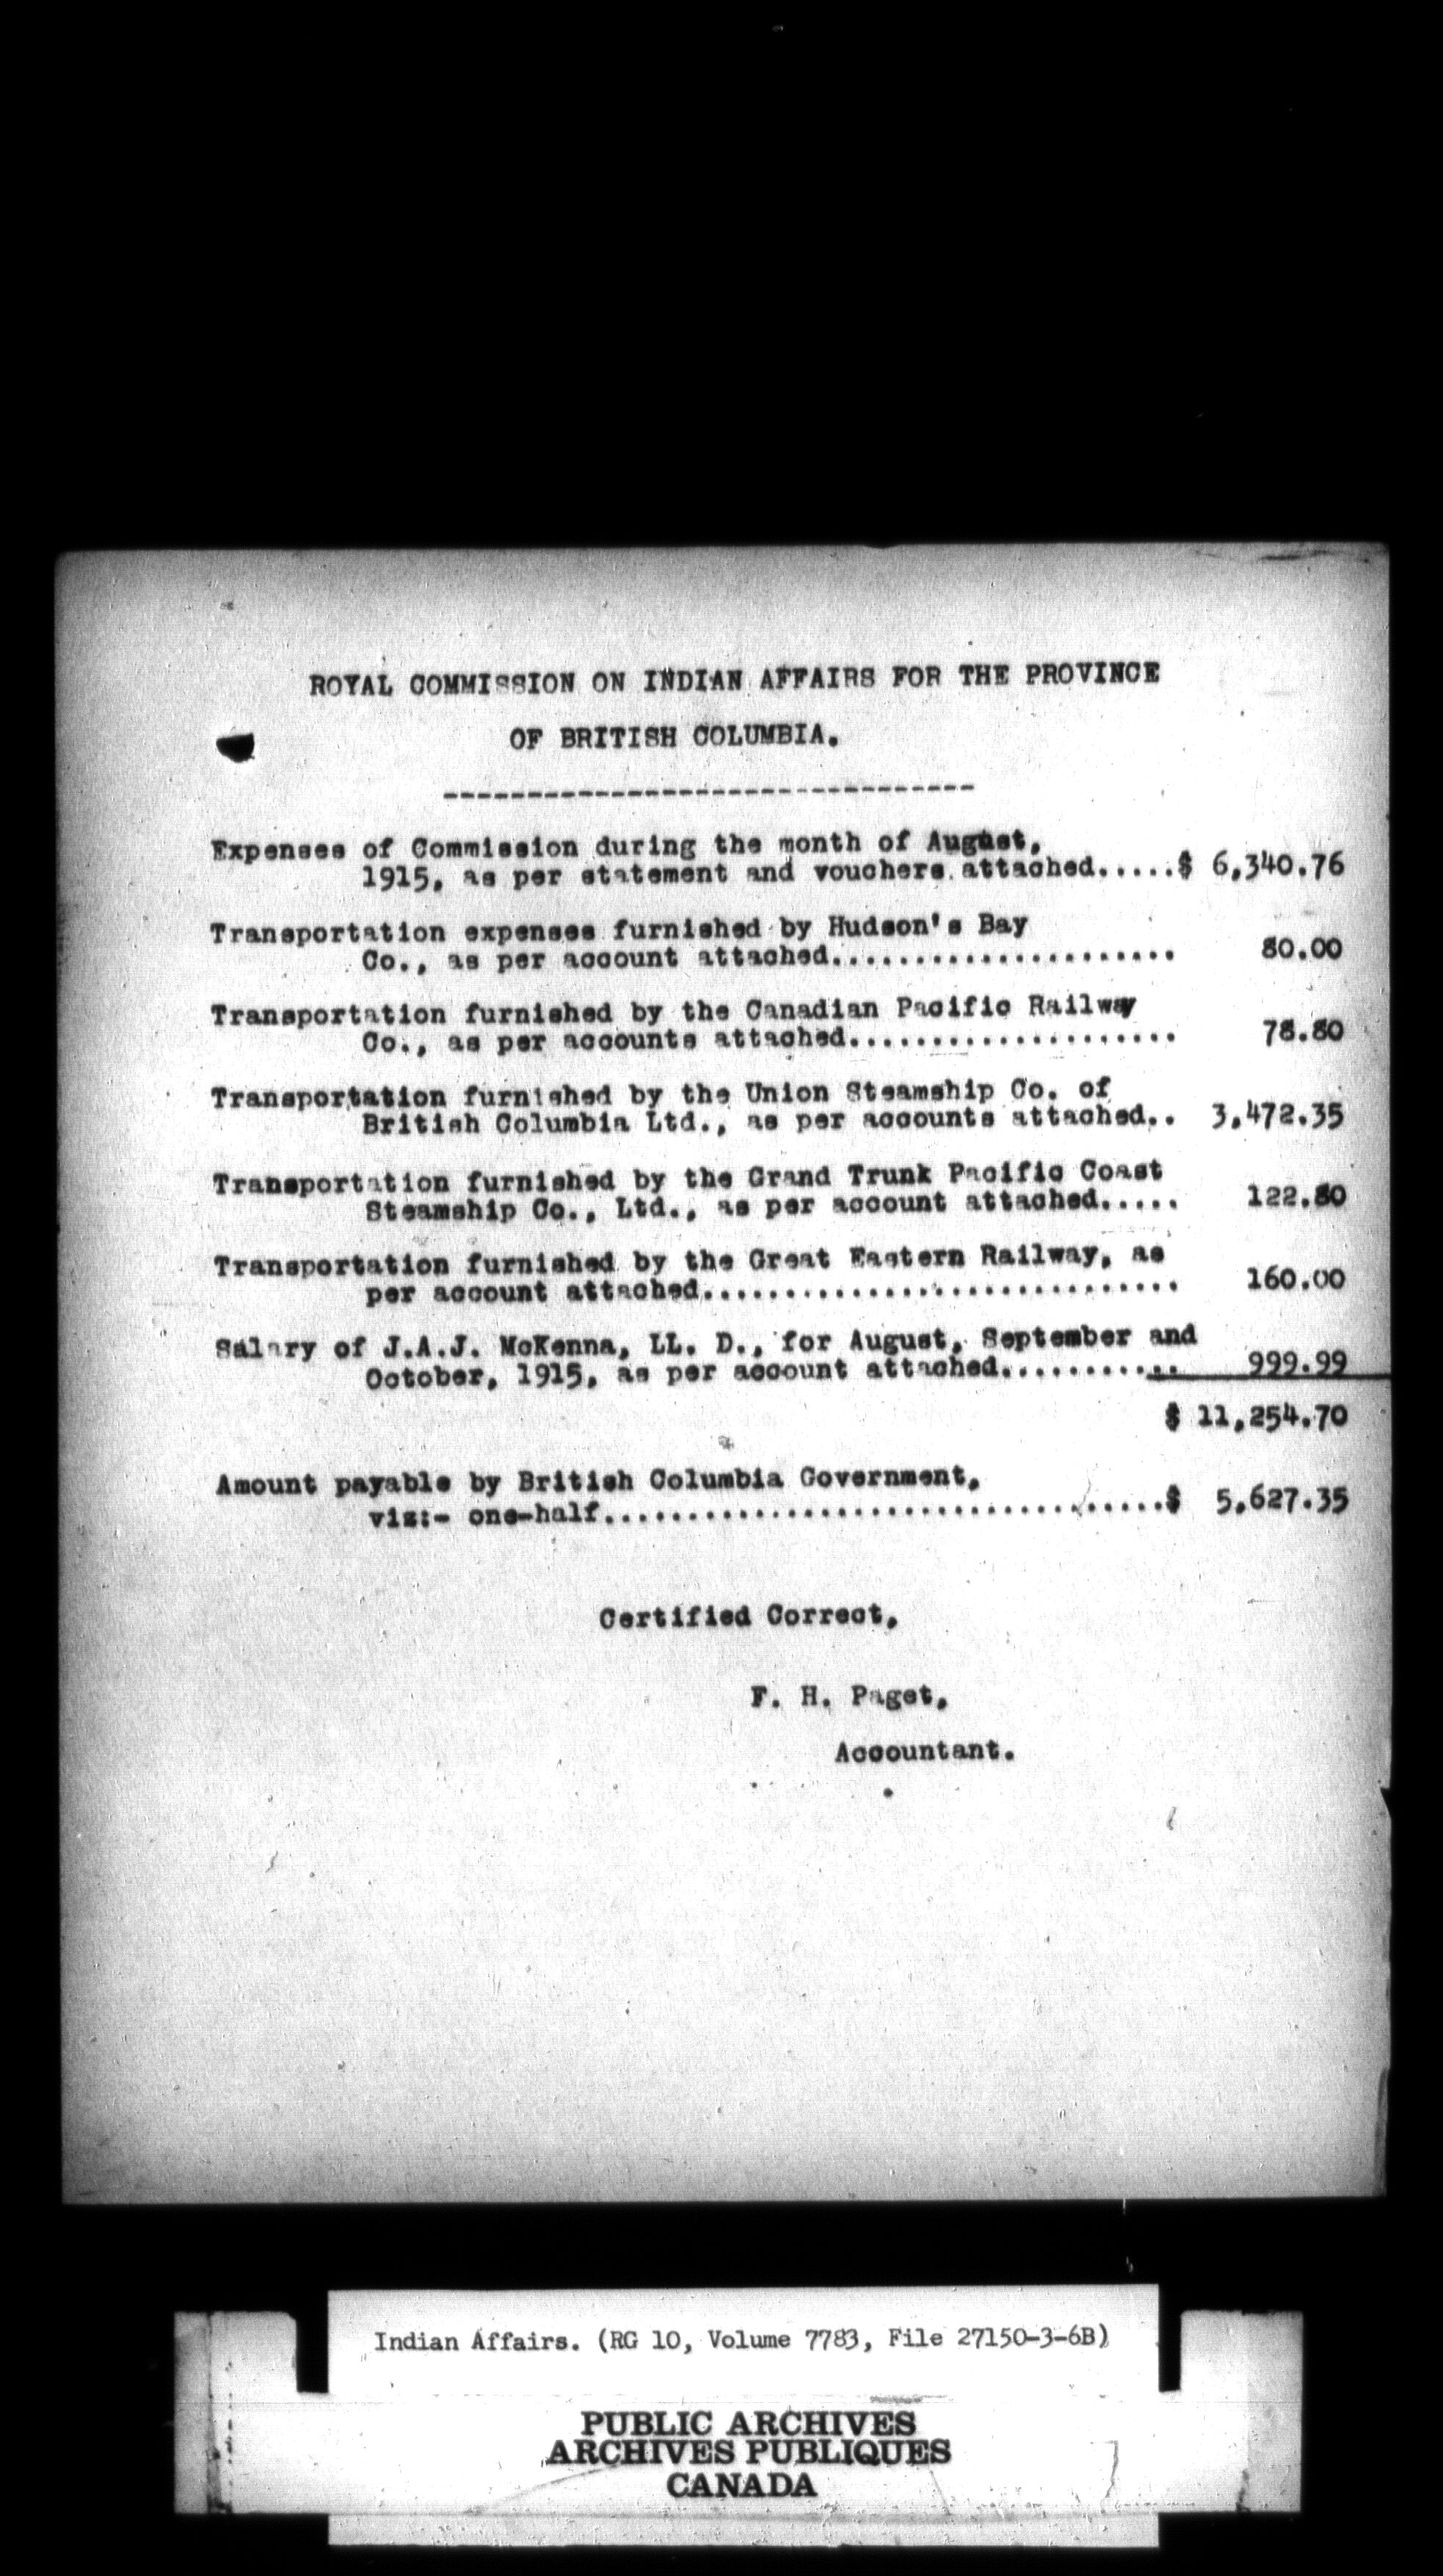 ROYAL COMMISSION ON INDIAN AFFAIRS FOR THE PROVINCE
OF BRITISH COLUMBIA.
--------------------------------
Expenses of Commission during the month of August,
1915, as per statement and vouchers attached.....$ 6,340.76
Transportation expenses furnished by Hudson's Bay
Co., as per account attached..................... 80.00
Transportation furnished by the Canadian Pacific Railway
Co., as per accounts attached.................... 78.80
Transportation furnished by the Union Steamship Co. of
British Columbia Ltd., as per accounts attached.. 3,472.35
Transportation furnished by the Grand Trunk Pacific Coast
Steamship Co., Ltd., as per account attached..... 122.80
Transportation furnished by the Great Eastern Railway, as
per account attached............................. 160.00
Salary of J.A.J. McKenna, LL. D., for August, September and
October, 1915, as per account attached........... 999.99
$ 11,254.70
Amount payable by British Columbia Government,
viz:- one-half..................................$ 5,627.35
Certified Correct,
F. H. Paget,
Accountant.
Indian Affairs. (RG 10, Volume 7783, File 27150-3-6B)
PUBLIC ARCHIVES
ARCHIVES PUBLIQUES
CANADA